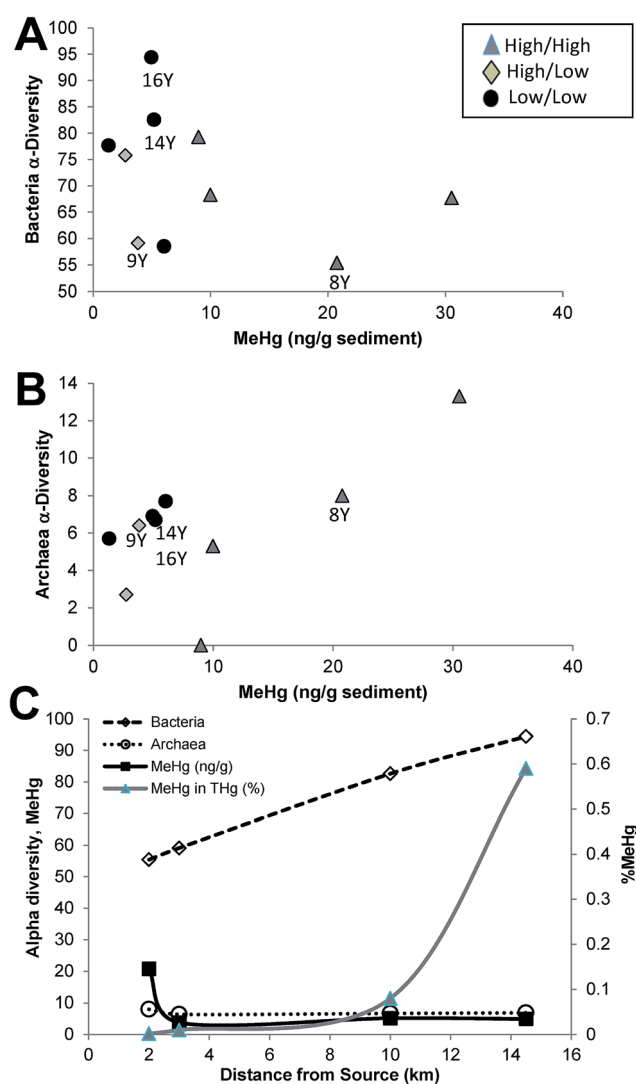 A
100
95
90
85
80
75
70
65
60
55
50
Bacteria α-Diversity
16Y
14Y
9Y
8Y
High/High
High/Low
Low/Low
0 10 20 30 40
MeHg (ng/g sediment)
B
14
12
10
8
6
4
2
0
Archaea α-Diversity
9Y
14Y
16Y
8Y
0 10 20 30 40
MeHg (ng/g sediment)
C
100
90
80
70
60
50
40
30
20
10
0
Alpha diversity, MeHg
Bacteria
Archaea
MeHg (ng/g)
MeHg in THg (%)
0.7
0.6
0.5
0.4
0.3
0.2
0.1
0
%MeHg
0 2 4 6 8 10 12 14 16
Distance from Source (km)